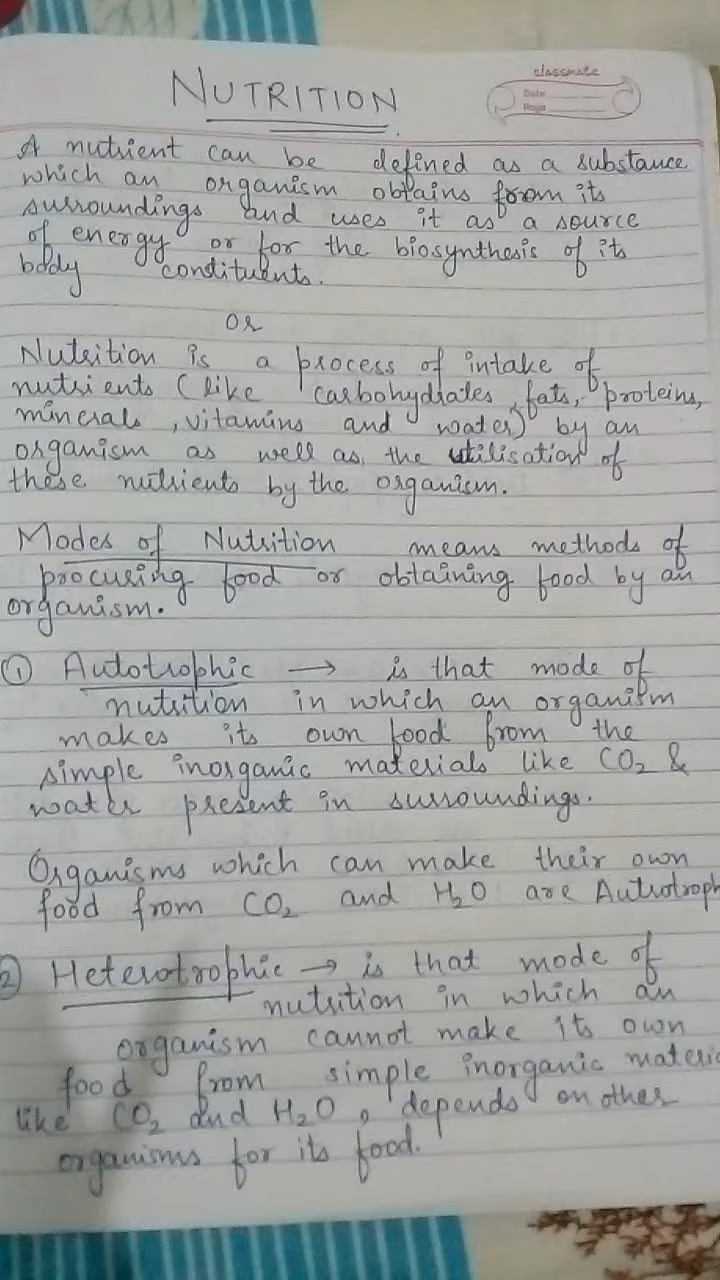 classmate
Date
Page
NUTRITION
A nutrient can be defined as a substance
which an organism obtains from its
surroundings and uses it as a source
of energy or for the biosynthesis of its
body constituents.
OR
Nutrition is a process of intake of
nutrients (like carbohydrates, fats, proteins,
minerals, vitamins and water) by an
organism as well as the utilisation of
these nutrients by the organism.
Modes of Nutrition means methods of
procuring food or obtaining food by an
organism.
① Autotrophic → is that mode of
nutrition in which an organism
makes its own food from the
simple inorganic materials like CO₂ &
water present in surroundings.
Organisms which can make their own
food from CO₂ and H₂O are Autotroph
2) Heterotrophic → is that mode of
nutrition in which an
organism cannot make its own
food from simple inorganic materia
like CO₂ and H₂O, depends on other
organisms for its food.